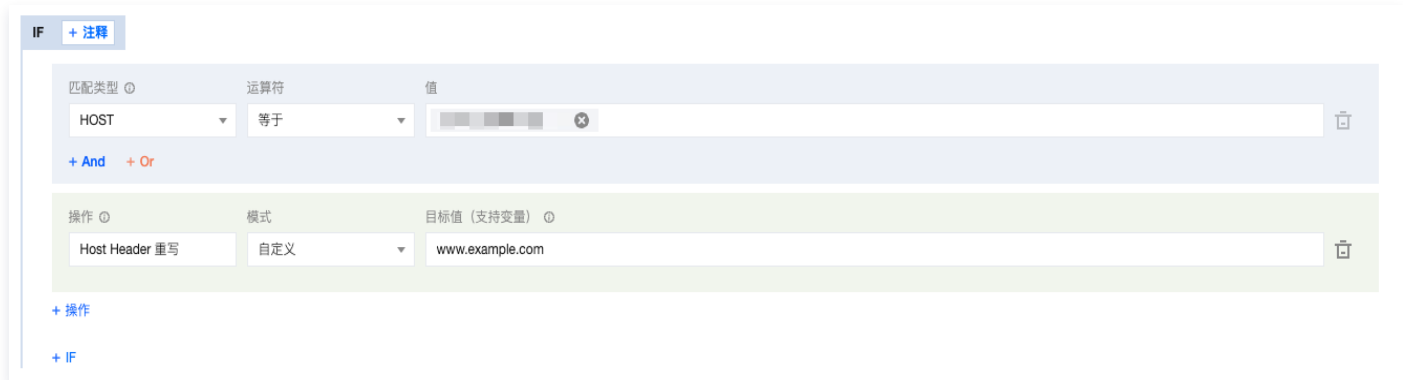 IF + 注释
匹配类型 运算符 值
HOST 等于
+ And + Or
操作 模式 目标值（支持变量）
Host Header 重写 自定义 www.example.com
+ 操作
+ IF